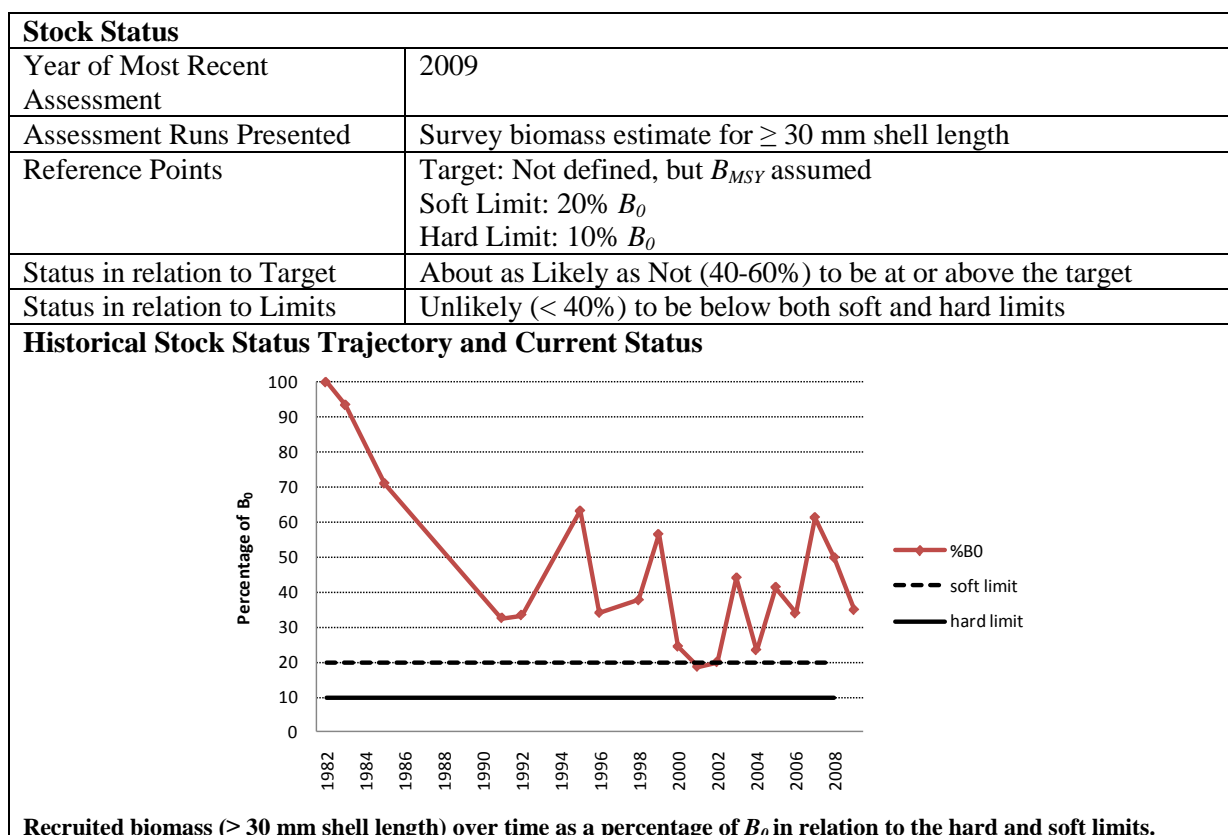 Stock Status
Year of Most Recent Assessment 2009
Assessment Runs Presented Survey biomass estimate for ≥ 30 mm shell length
Reference Points Target: Not defined, but B_MSY assumed
Soft Limit: 20% B_0
Hard Limit: 10% B_0
Status in relation to Target About as Likely as Not (40-60%) to be at or above the target
Status in relation to Limits Unlikely (< 40%) to be below both soft and hard limits
Historical Stock Status Trajectory and Current Status
100
90
80
70
60
50
40
30
20
10
0
Percentage of B_0
1982 1984 1986 1988 1990 1992 1994 1996 1998 2000 2002 2004 2006 2008
%B0
soft limit
hard limit
Recruited biomass (≥ 30 mm shell length) over time as a percentage of B_0 in relation to the hard and soft limits.